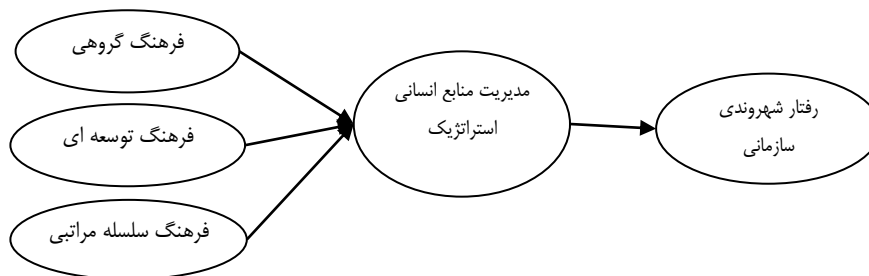 فرهنگ گروهی
فرهنگ توسعه ای
فرهنگ سلسله مراتبی
مدیریت منابع انسانی
استراتژیک
رفتار شهروندی
سازمانی